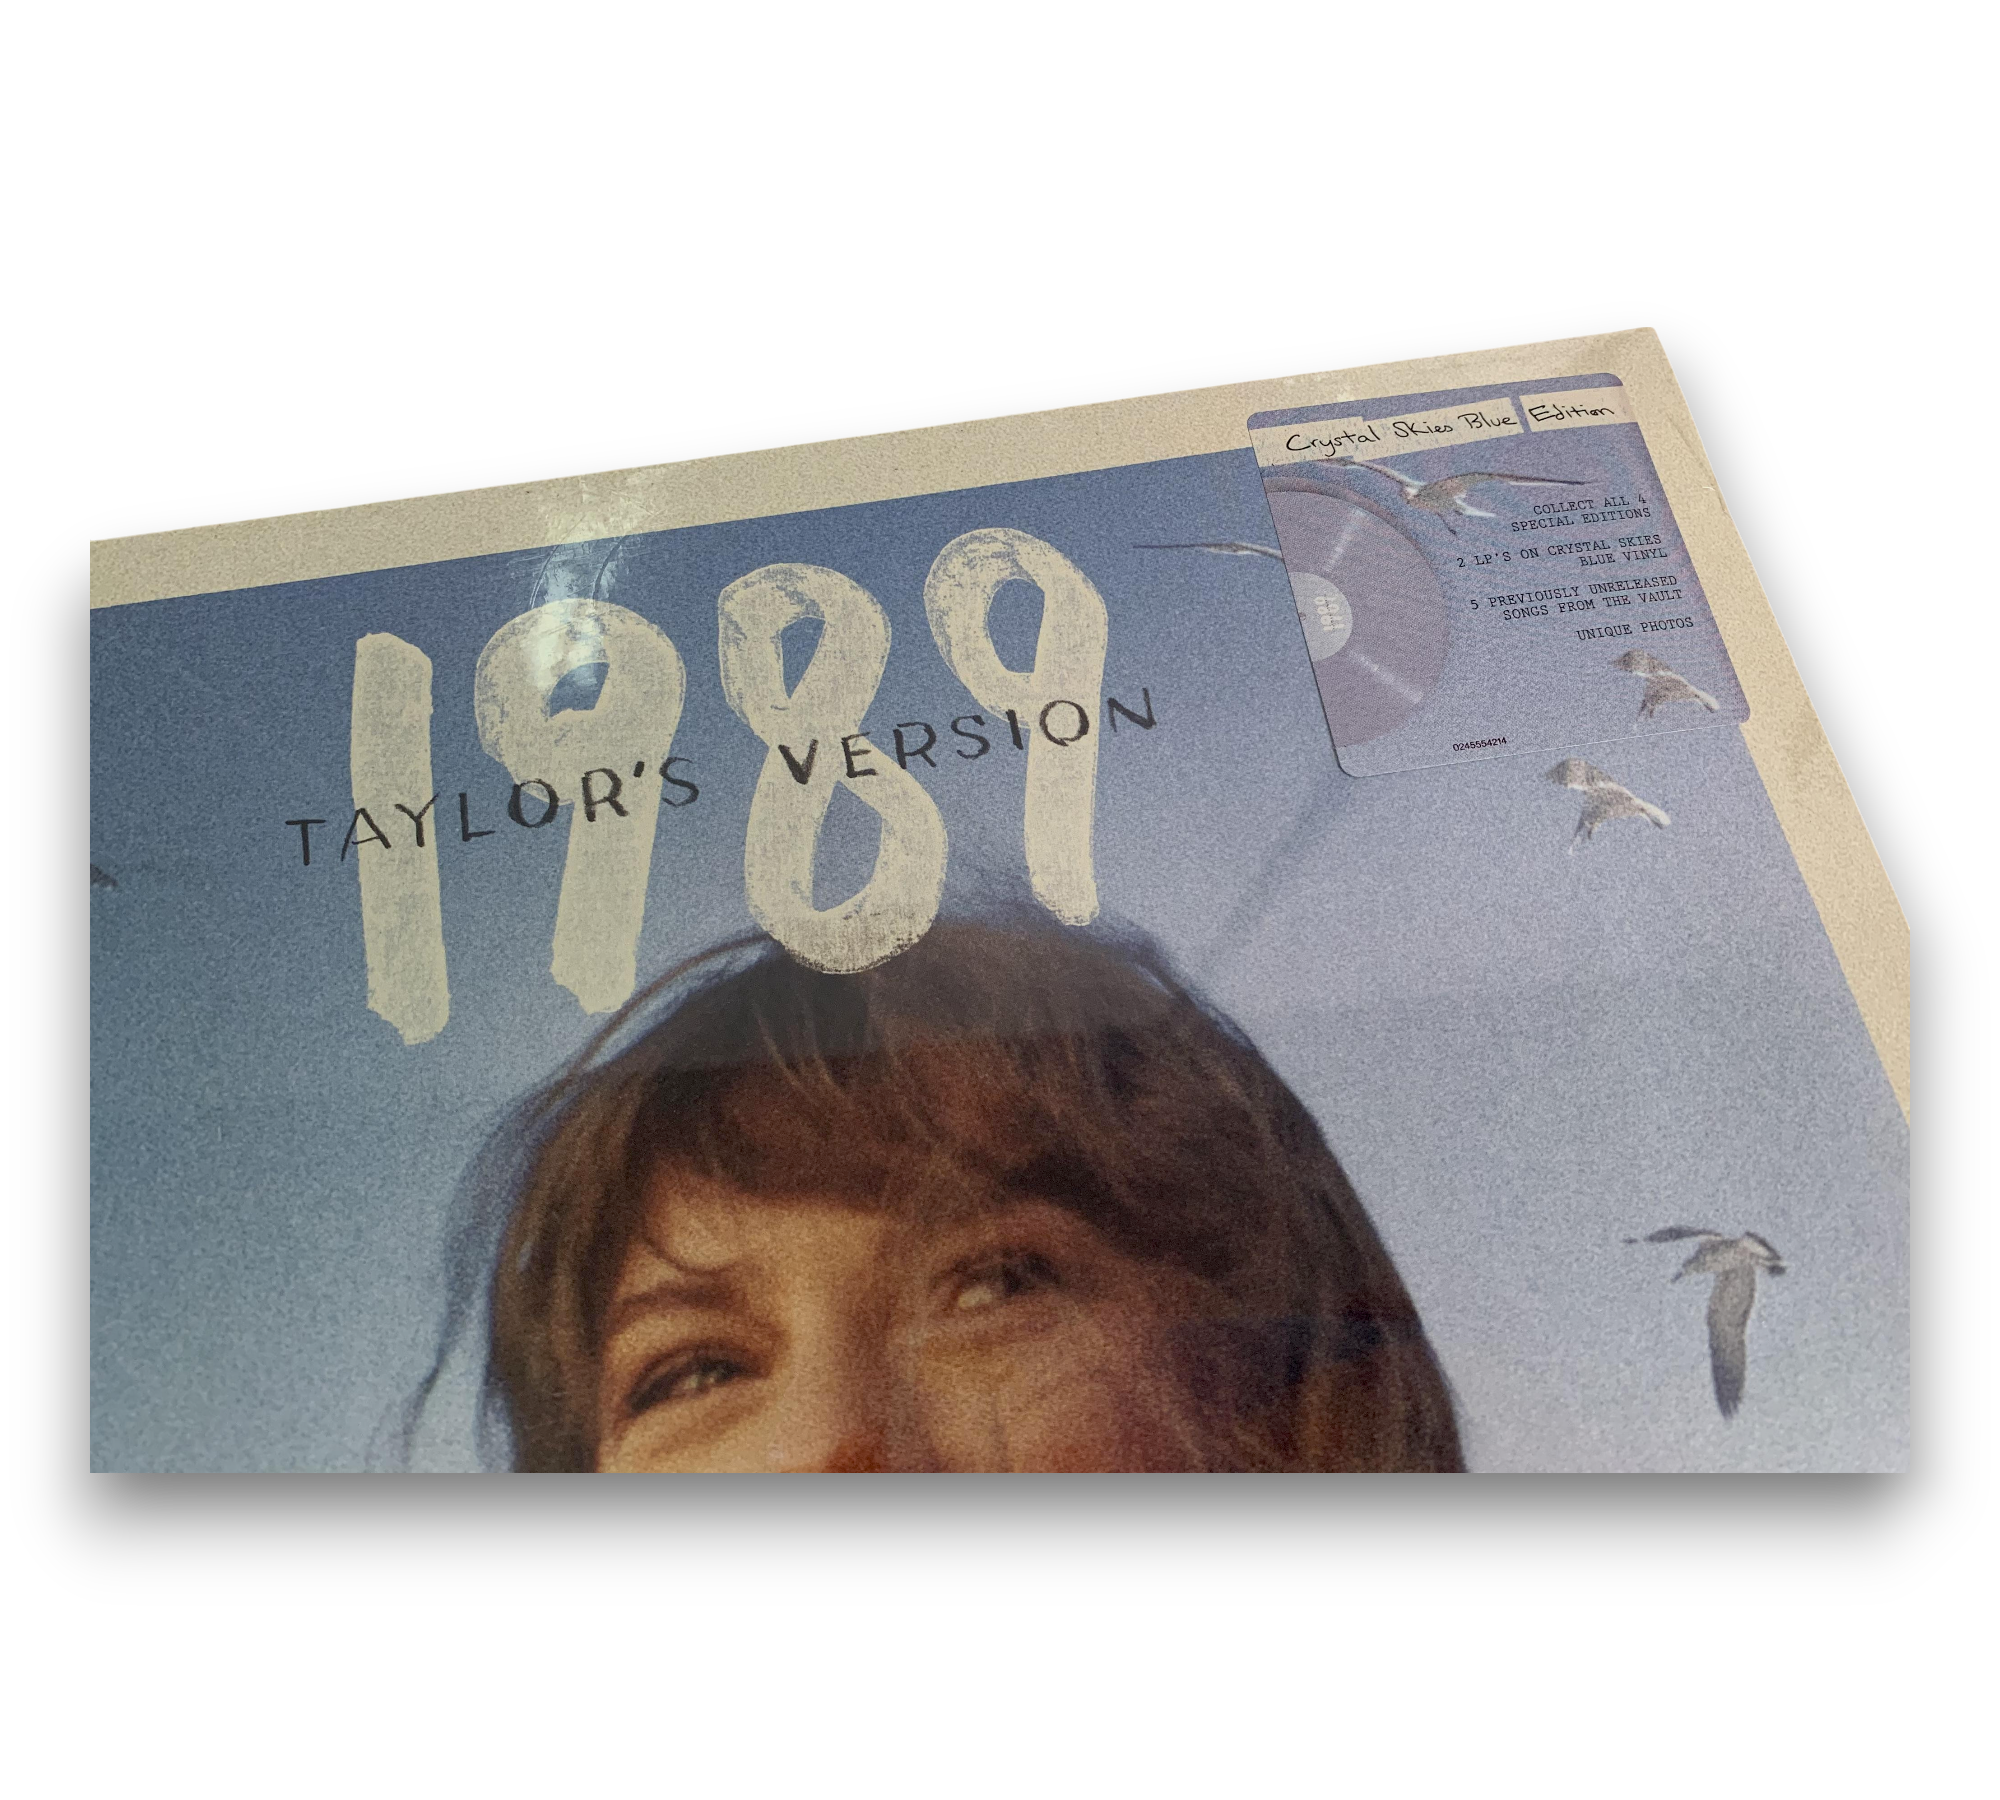 1989
TAYLOR'S VERSION
Crystal Skies Blue Edition
COLLECT ALL 4
SPECIAL EDITIONS
2 LP'S ON CRYSTAL SKIES
BLUE VINYL
5 PREVIOUSLY UNRELEASED
SONGS FROM THE VAULT
UNIQUE PHOTOS
1989
0245554214